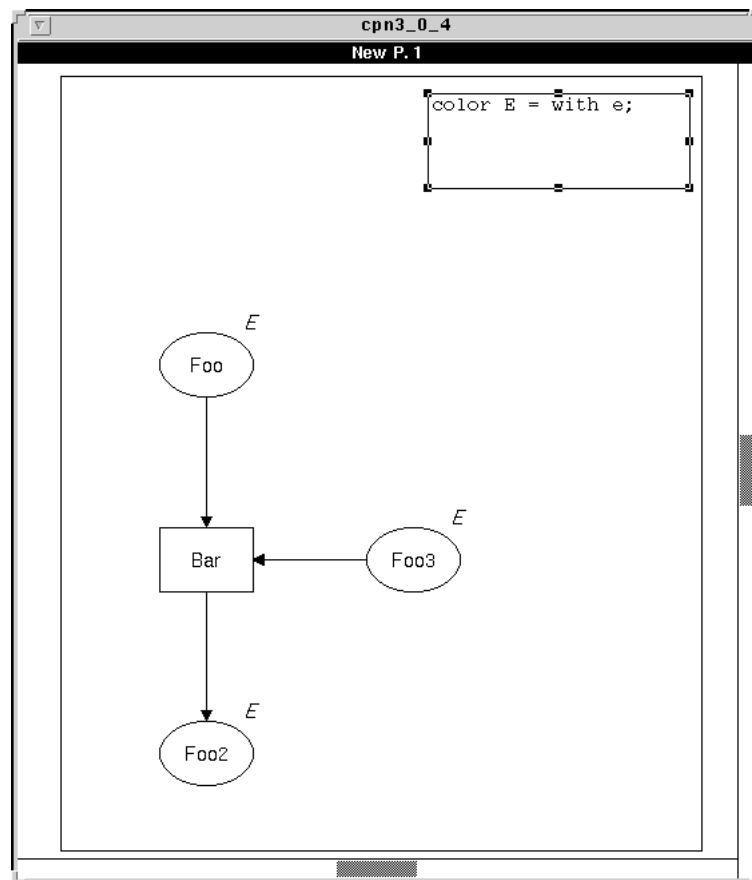 cpn3_0_4
New P.1
color E = with e;
E
Foo
E
Bar
Foo3
E
Foo2